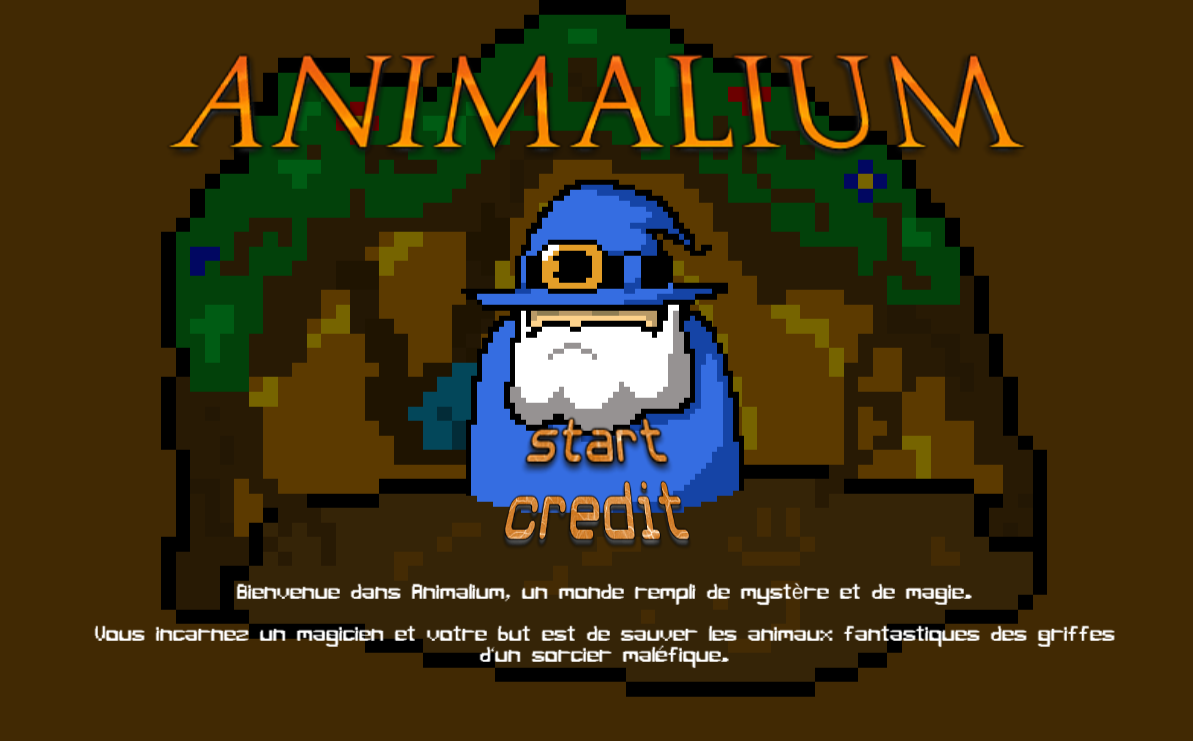 ANIMALIUM
start
credit
Bienvenue dans Animalium, un monde rempli de mystère et de magie.
Vous incarnez un magicien et votre but est de sauver les animaux fantastiques des griffes
d'un sorcier maléfique.